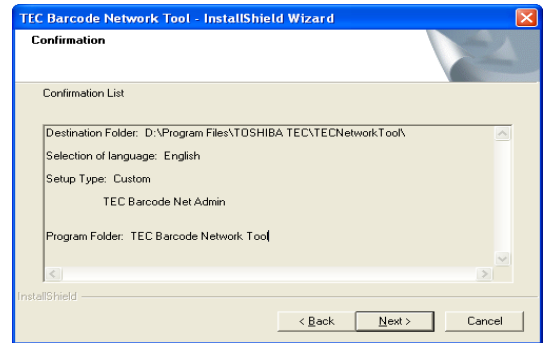 TEC Barcode Network Tool - InstallShield Wizard
Confirmation
Confirmation List
Destination Folder: D:\Program Files\TOSHIBA TEC\TECNetworkTool\
Selection of language: English
Setup Type: Custom
TEC Barcode Net Admin
Program Folder: TEC Barcode Network Tool
InstallShield
< Back Next > Cancel